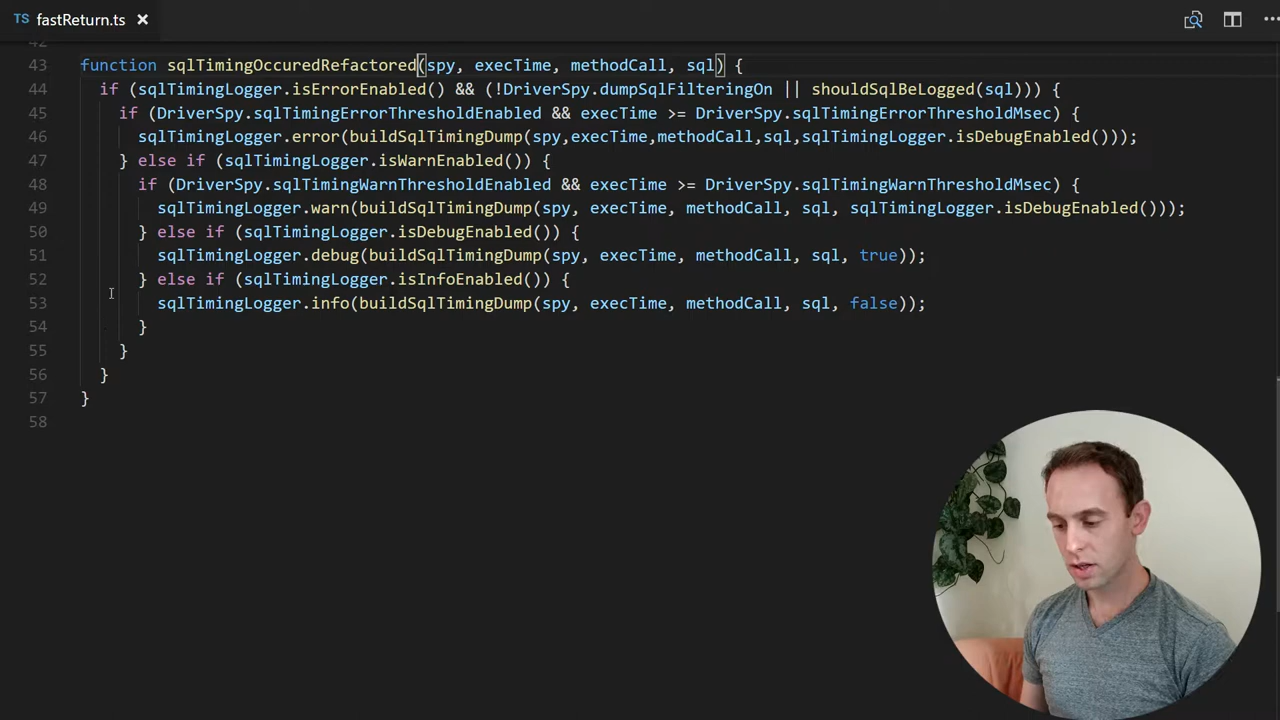 TS fastReturn.ts ×
42
43 function sqlTimingOccuredRefactored(spy, execTime, methodCall, sql) {
44 if (sqlTimingLogger.isErrorEnabled() && (!DriverSpy.dumpSqlFilteringOn || shouldSqlBeLogged(sql))) {
45 if (DriverSpy.sqlTimingErrorThresholdEnabled && execTime >= DriverSpy.sqlTimingErrorThresholdMsec) {
46 sqlTimingLogger.error(buildSqlTimingDump(spy,execTime,methodCall,sql,sqlTimingLogger.isDebugEnabled()));
47 } else if (sqlTimingLogger.isWarnEnabled()) {
48 if (DriverSpy.sqlTimingWarnThresholdEnabled && execTime >= DriverSpy.sqlTimingWarnThresholdMsec) {
49 sqlTimingLogger.warn(buildSqlTimingDump(spy, execTime, methodCall, sql, sqlTimingLogger.isDebugEnabled()));
50 } else if (sqlTimingLogger.isDebugEnabled()) {
51 sqlTimingLogger.debug(buildSqlTimingDump(spy, execTime, methodCall, sql, true));
52 } else if (sqlTimingLogger.isInfoEnabled()) {
53 sqlTimingLogger.info(buildSqlTimingDump(spy, execTime, methodCall, sql, false));
54 }
55 }
56 }
57 }
58